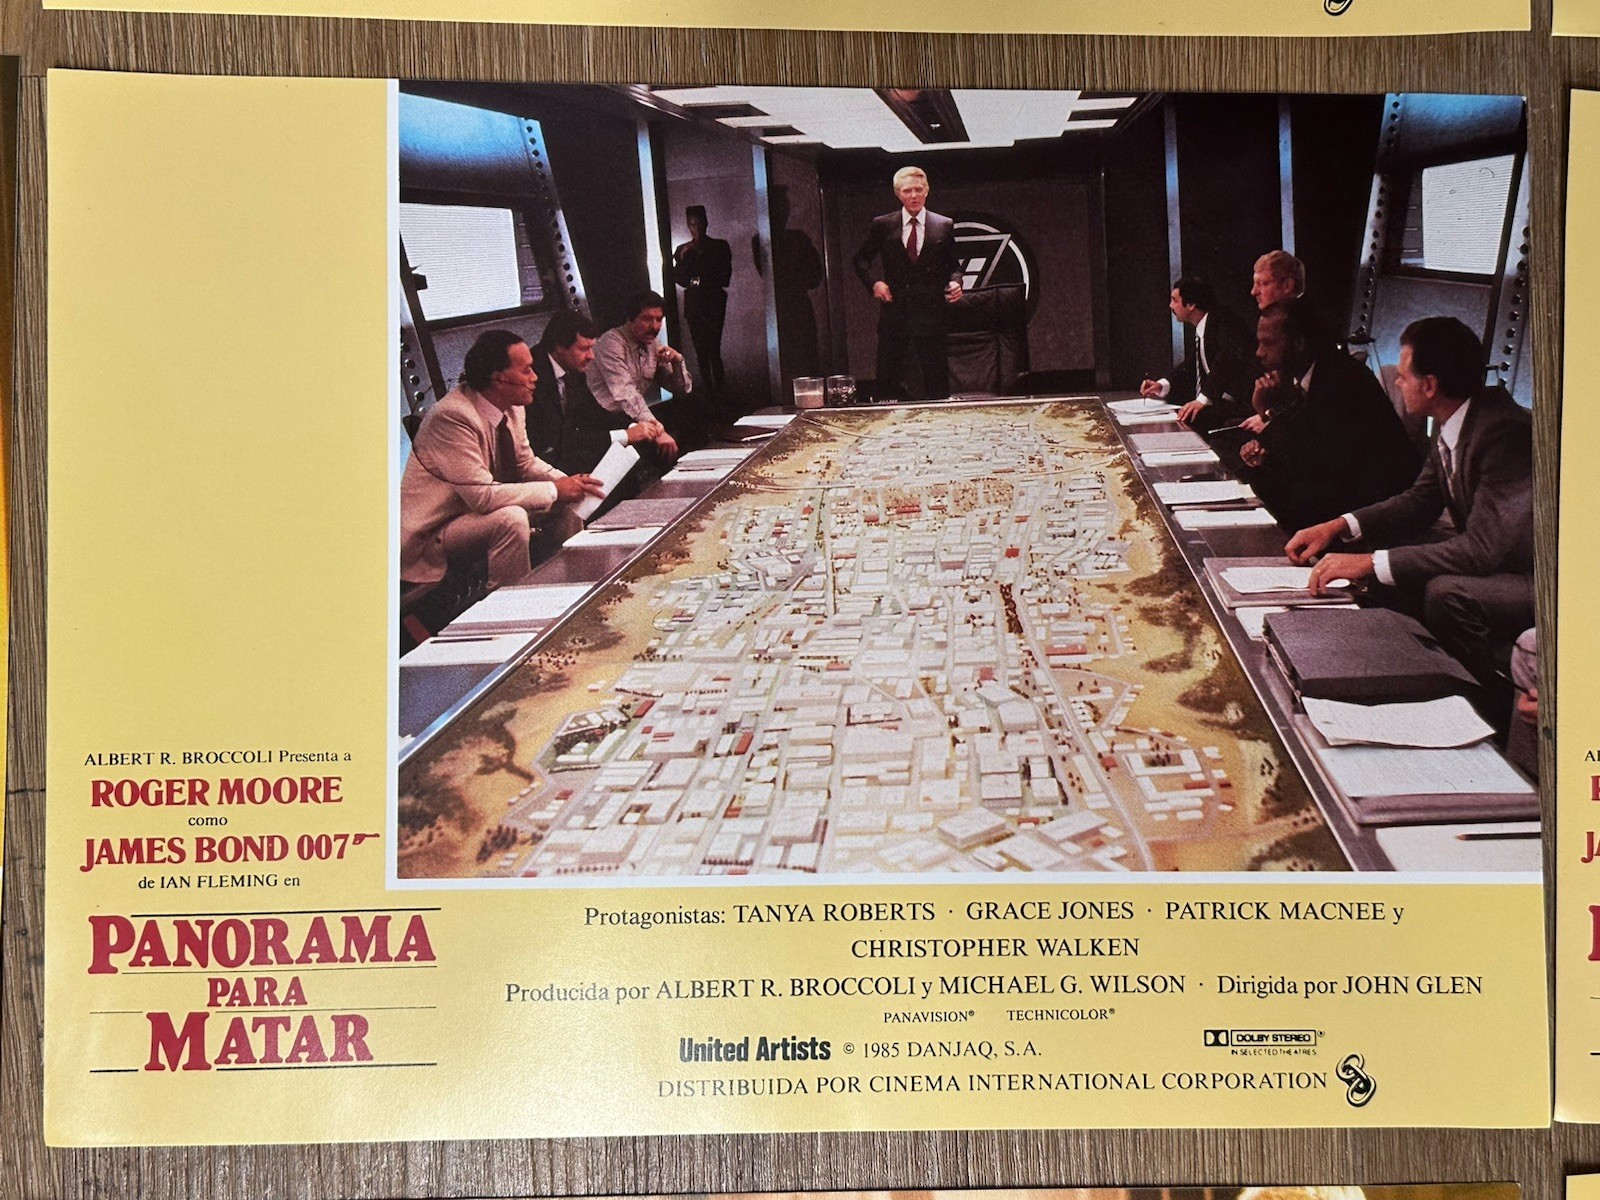 ALBERT R. BROCCOLI Presenta a
ROGER MOORE
como
JAMES BOND 007
de IAN FLEMING en
PANORAMA
PARA
MATAR
Protagonistas: TANYA ROBERTS · GRACE JONES · PATRICK MACNEE y
CHRISTOPHER WALKEN
Producida por ALBERT R. BROCCOLI y MICHAEL G. WILSON · Dirigida por JOHN GLEN
PANAVISION® TECHNICOLOR®
United Artists © 1985 DANJAQ, S.A.
DOLBY STEREO ®
IN SELECTED THEATRES
DISTRIBUIDA POR CINEMA INTERNATIONAL CORPORATION